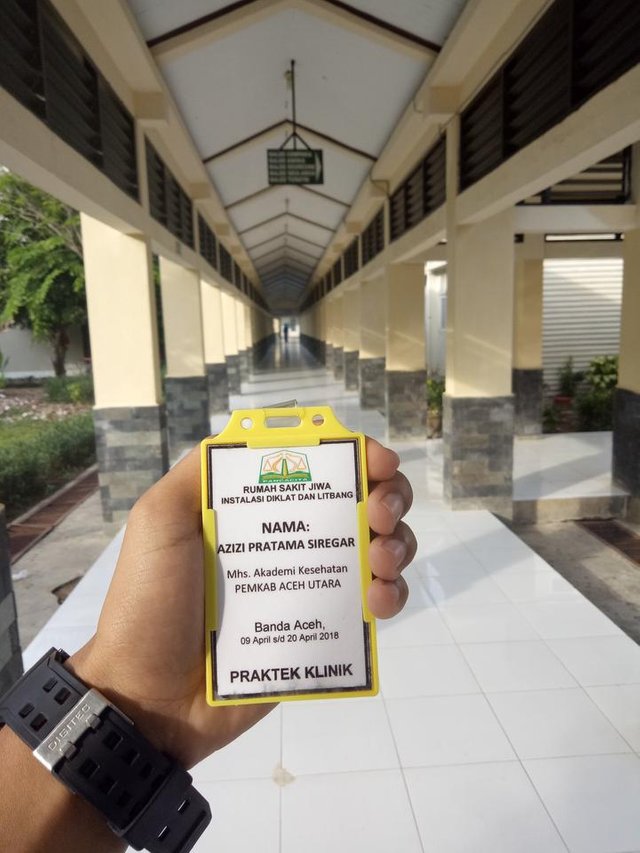 PANCACITA
RUMAH SAKIT JIWA
INSTALASI DIKLAT DAN LITBANG
NAMA:
AZIZI PRATAMA SIREGAR
Mhs. Akademi Kesehatan
PEMKAB ACEH UTARA
Banda Aceh,
09 April s/d 20 April 2018
PRAKTEK KLINIK
DIGITEC